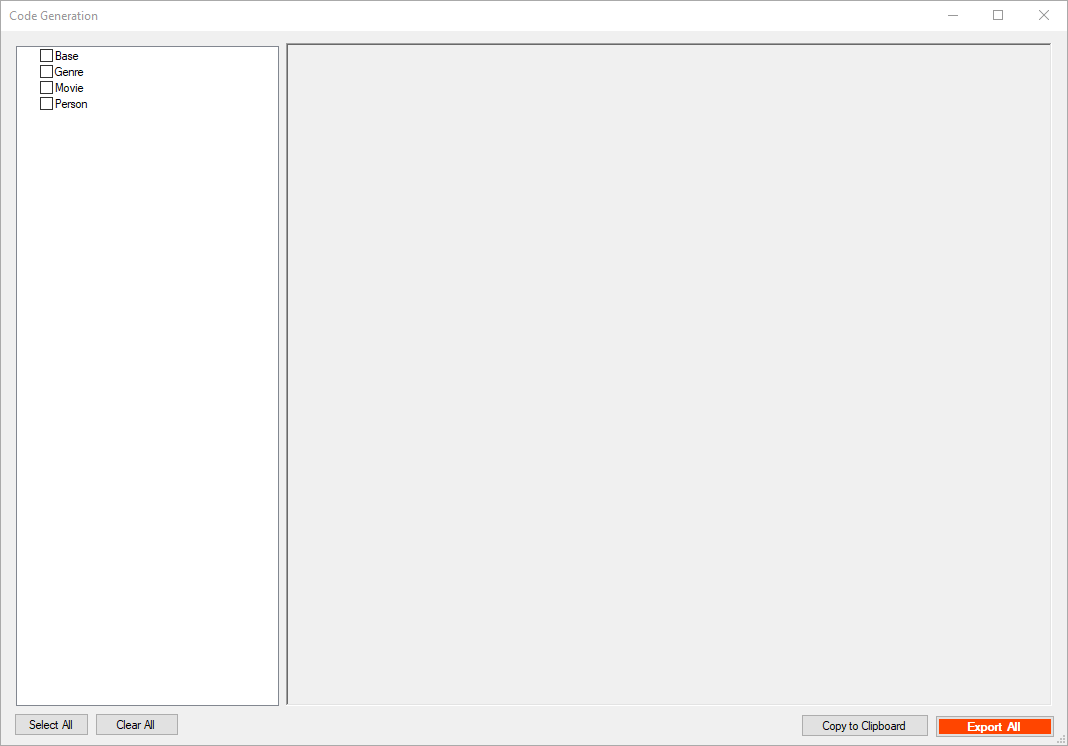 Code Generation
Base
Genre
Movie
Person
Select All
Clear All
Copy to Clipboard
Export All